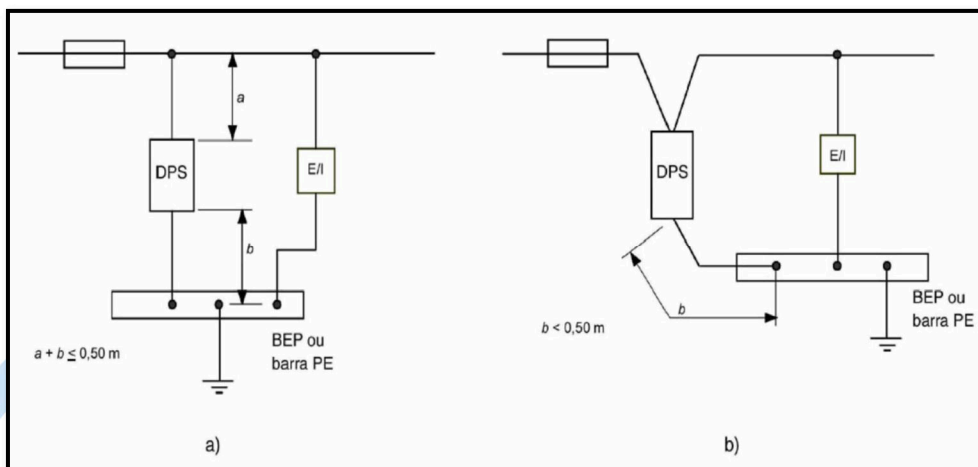 a
DPS
E/I
b
BEP ou
barra PE
a + b ≤ 0,50 m
a)
DPS
E/I
b
BEP ou
barra PE
b < 0,50 m
b)